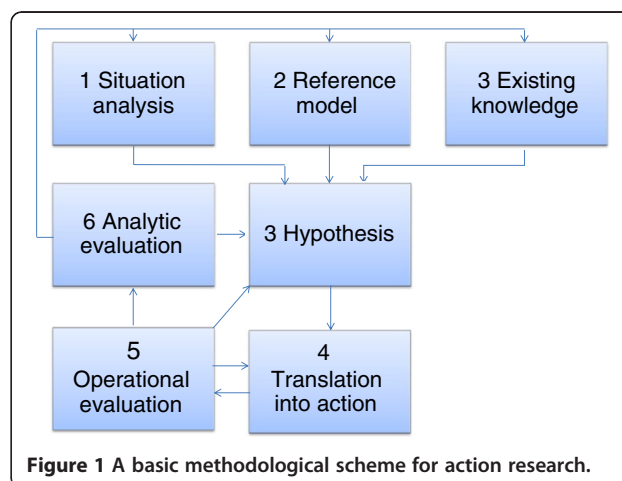 1 Situation
analysis
2 Reference
model
3 Existing
knowledge
6 Analytic
evaluation
3 Hypothesis
5
Operational
evaluation
4
Translation
into action
Figure 1 A basic methodological scheme for action research.